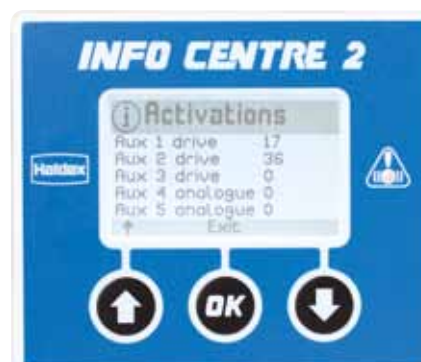 INFO CENTRE 2
Activations
Aux 1 drive 17
Aux 2 drive 36
Aux 3 drive 0
Aux 4 analogue 0
Aux 5 analogue 0
Exit
Haldex
OK